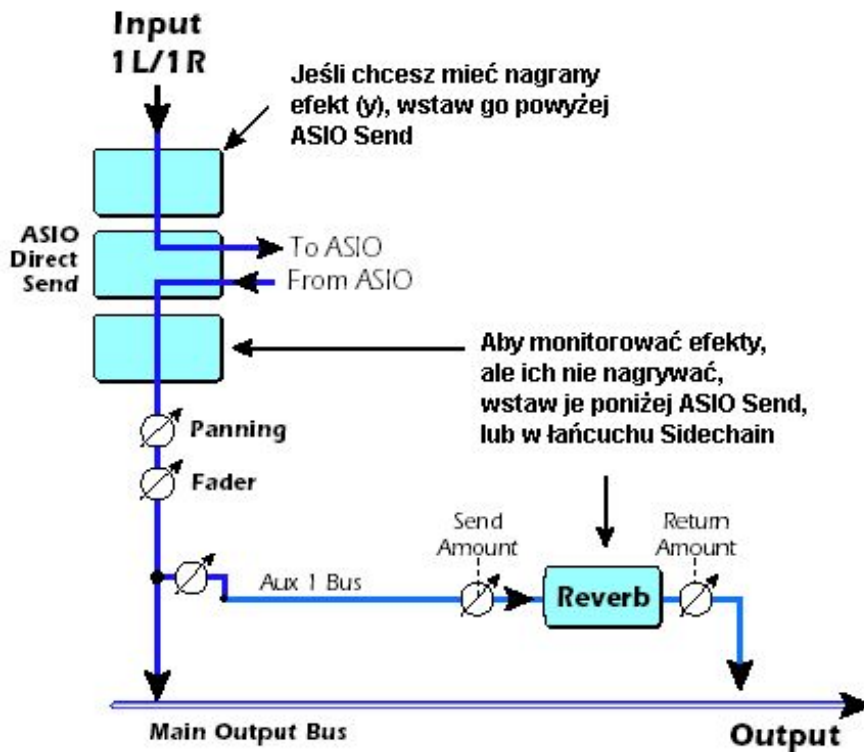 Input
1L/1R
Jeśli chcesz mieć nagrany
efekt (y), wstaw go powyżej
ASIO Send
ASIO
Direct
Send
To ASIO
From ASIO
Aby monitorować efekty,
ale ich nie nagrywać,
wstaw je poniżej ASIO Send,
lub w łańcuchu Sidechain
Panning
Fader
Send
Amount
Return
Amount
Aux 1 Bus
Reverb
Main Output Bus
Output